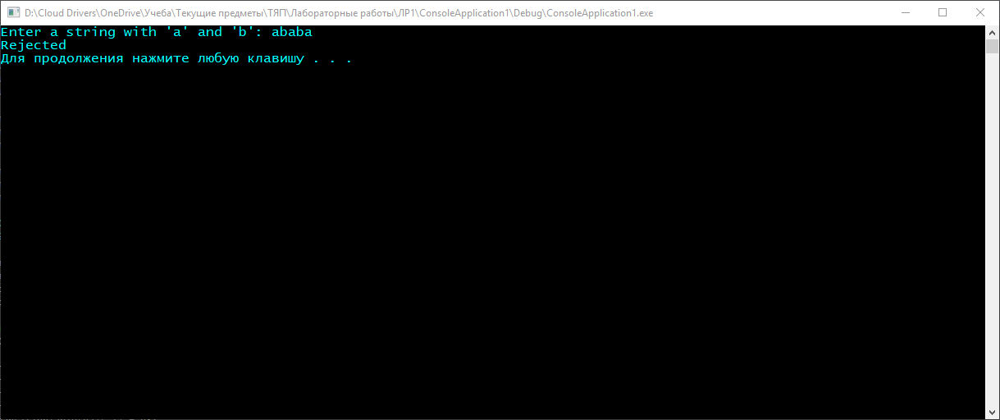 D:\Cloud Drivers\OneDrive\Учеба\Текущие предметы\ТЯП\Лабораторные работы\ЛР1\ConsoleApplication1\Debug\ConsoleApplication1.exe
Enter a string with 'a' and 'b': ababa
Rejected
Для продолжения нажмите любую клавишу . . .